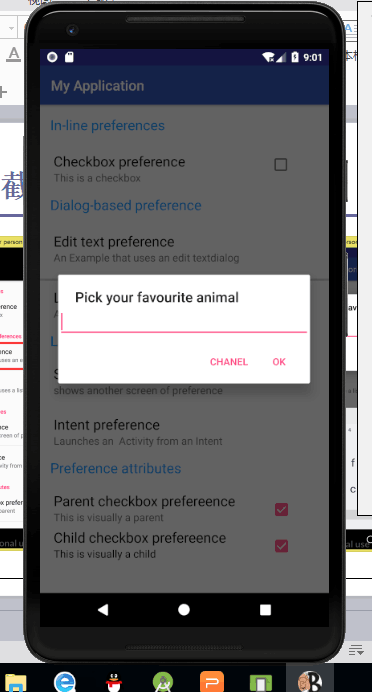 9:01
My Application
In-line preferences
Checkbox preference
This is a checkbox
Dialog-based preference
Edit text preference
An Example that uses an edit textdialog
Pick your favourite animal
CHANEL OK
shows another screen of preference
Intent preference
Launches an Activity from an Intent
Preference attributes
Parent checkbox prefereence
This is visually a parent
Child checkbox prefereence
This is visually a child